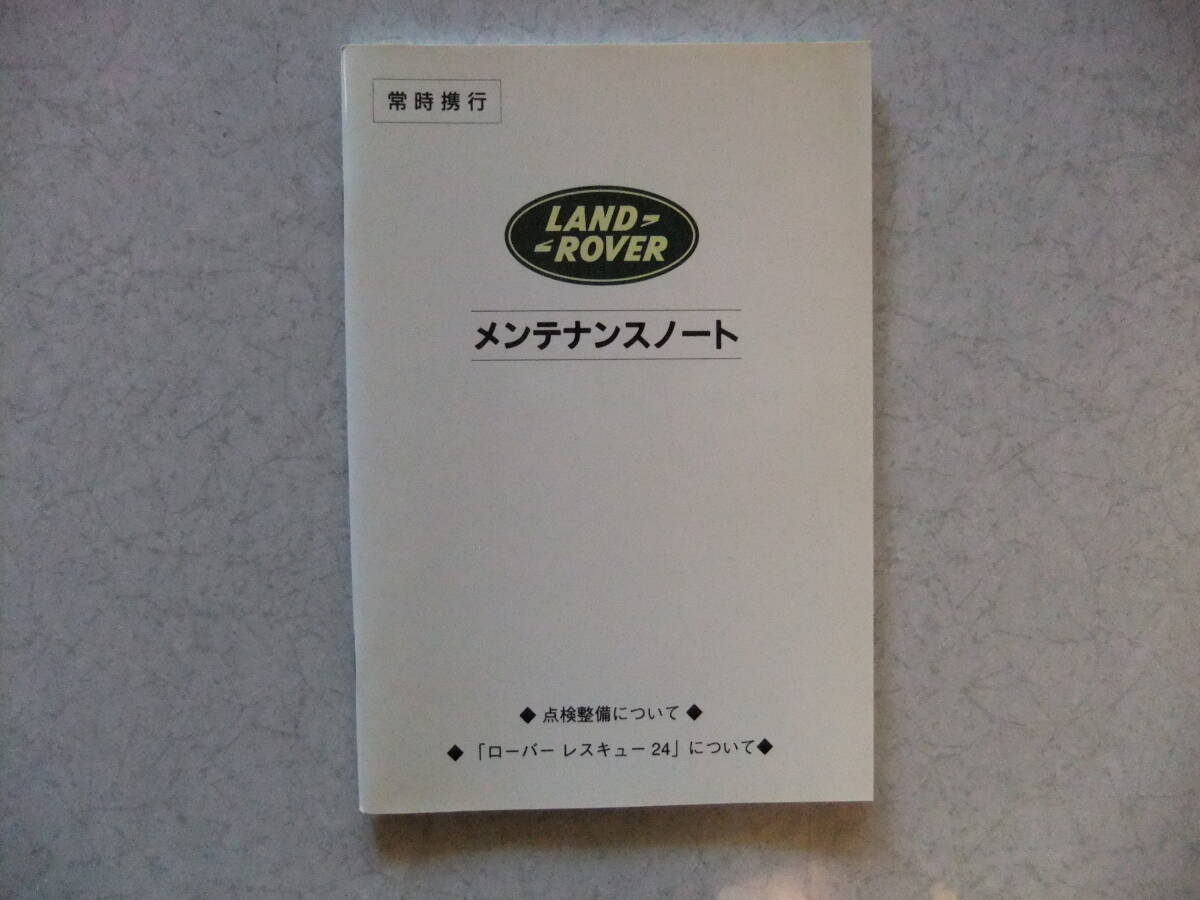 常時携行
LAND
ROVER
メンテナンスノート
◆ 点検整備について ◆
◆ 「ローバー レスキュー 24」について◆